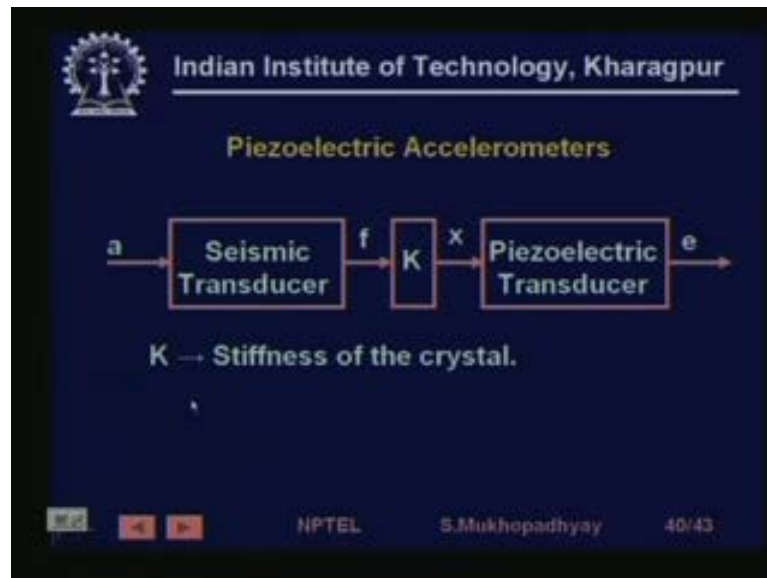 Indian Institute of Technology, Kharagpur
Piezoelectric Accelerometers
a
Seismic
Transducer
f
K
x
Piezoelectric
Transducer
e
K → Stiffness of the crystal.
NPTEL S.Mukhopadhyay 40/43